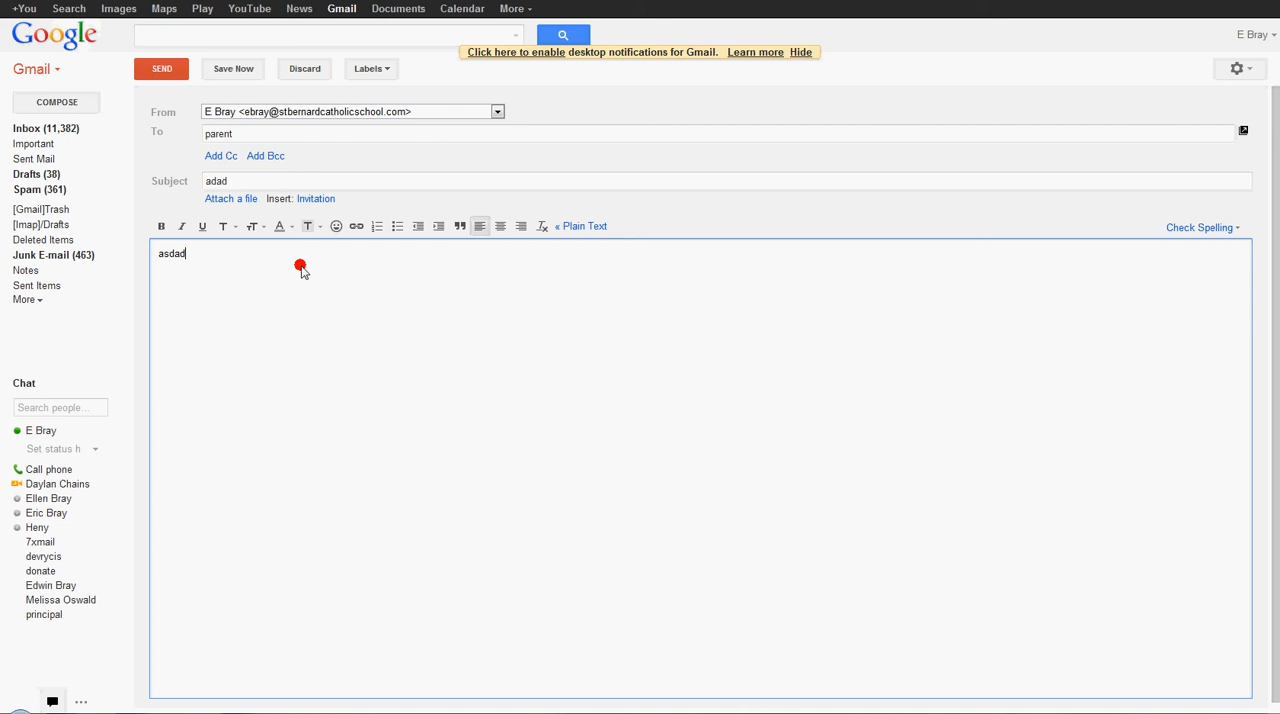 +You Search Images Maps Play YouTube News Gmail Documents Calendar More
Google
E Bray
Click here to enable desktop notifications for Gmail. Learn more Hide
Gmail
SEND Save Now Discard Labels
COMPOSE
From E Bray <ebray@stbernardcatholicschool.com>
To parent
Add Cc Add Bcc
Subject adad
Attach a file Insert: Invitation
B I U T tT A T « Plain Text Check Spelling
asdad
Inbox (11,382)
Important
Sent Mail
Drafts (38)
Spam (361)
[Gmail]Trash
[Imap]/Drafts
Deleted Items
Junk E-mail (463)
Notes
Sent Items
More
Chat
Search people...
E Bray
Set status h
Call phone
Daylan Chains
Ellen Bray
Eric Bray
Heny
7xmail
devrycis
donate
Edwin Bray
Melissa Oswald
principal